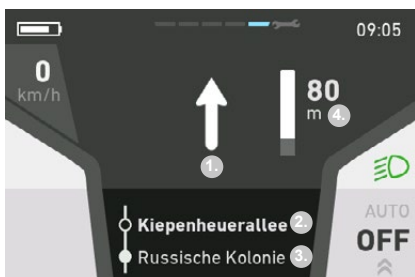 09:05
0
km/h
80
m 4.
1.
Kiepenheuerallee 2.
Russische Kolonie 3.
AUTO
OFF